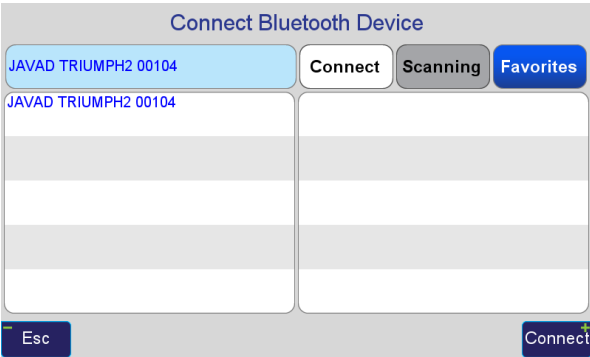 Connect Bluetooth Device
JAVAD TRIUMPH2 00104 Connect Scanning Favorites
JAVAD TRIUMPH2 00104
- Esc Connect +